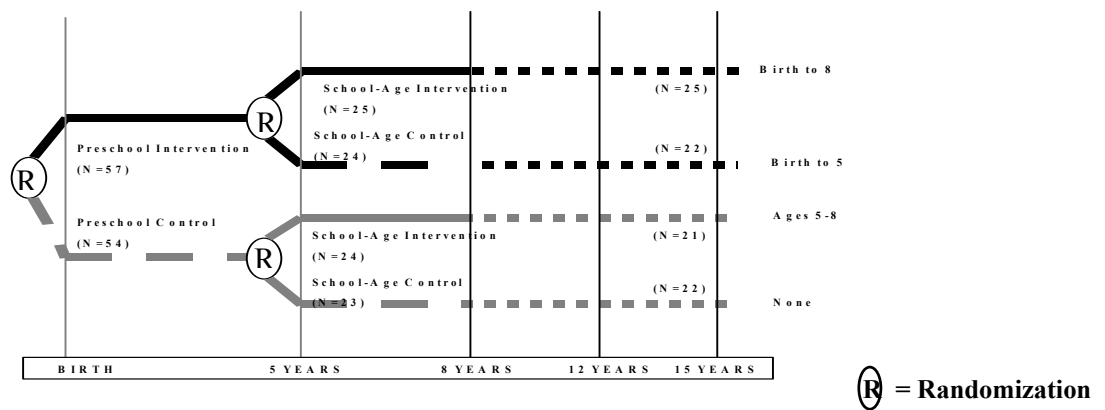 Birth to 8
School-Age Intervention
(N=25)
(N=25)
R
School-Age Control
(N=24)
(N=22)
Birth to 5
Preschool Intervention
(N=57)
R
Preschool Control
(N=54)
Ages 5-8
School-Age Intervention
(N=24)
(N=21)
R
School-Age Control
(N=23)
(N=22)
None
BIRTH
5 YEARS
8 YEARS
12 YEARS
15 YEARS
R = Randomization